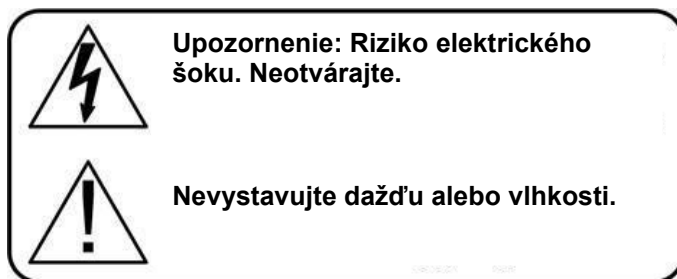 Upozornenie: Riziko elektrického
šoku. Neotvárajte.
Nevystavujte dažďu alebo vlhkosti.